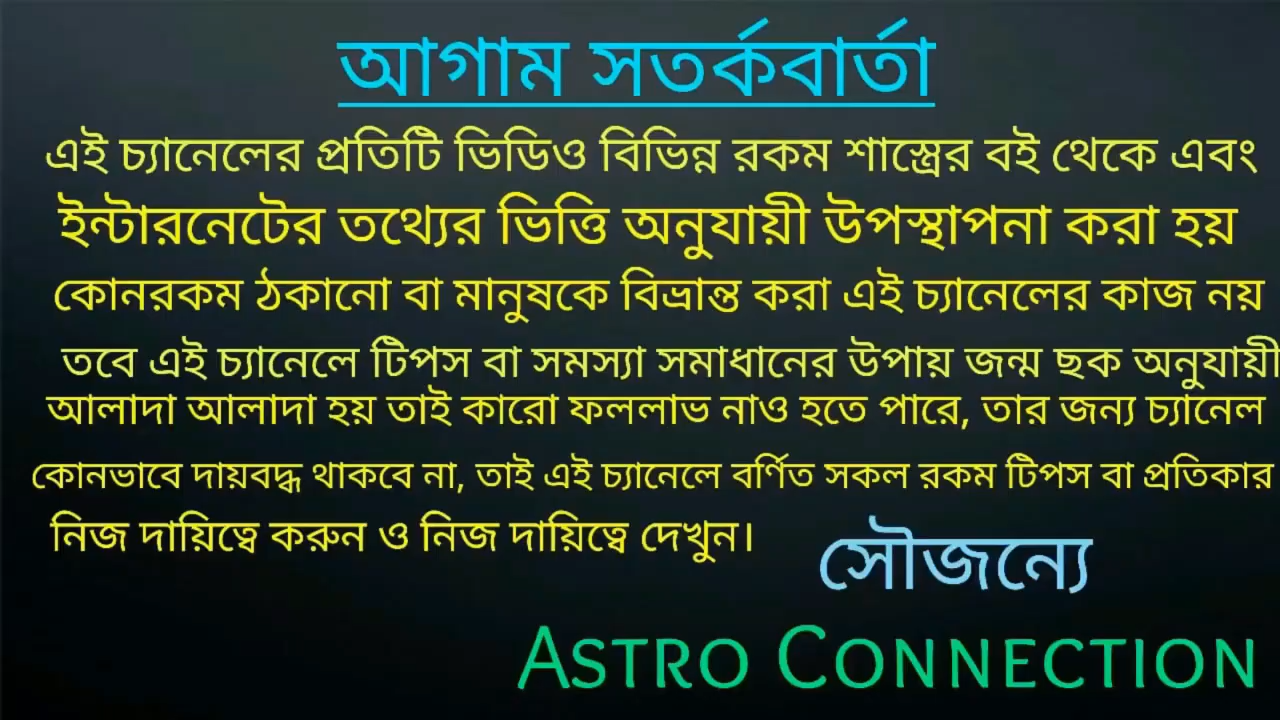 আগাম সতর্কবার্তা
এই চ্যানেলের প্রতিটি ভিডিও বিভিন্ন রকম শাস্ত্রের বই থেকে এবং
ইন্টারনেটের তথ্যের ভিত্তি অনুযায়ী উপস্থাপনা করা হয়
কোনরকম ঠকানো বা মানুষকে বিভ্রান্ত করা এই চ্যানেলের কাজ নয়
তবে এই চ্যানেলে টিপস বা সমস্যা সমাধানের উপায় জন্ম ছক অনুযায়ী
আলাদা আলাদা হয় তাই কারো ফললাভ নাও হতে পারে, তার জন্য চ্যানেল
কোনভাবে দায়বদ্ধ থাকবে না, তাই এই চ্যানেলে বর্ণিত সকল রকম টিপস বা প্রতিকার
নিজ দায়িত্বে করুন ও নিজ দায়িত্বে দেখুন।
সৌজন্যে
ASTRO CONNECTION